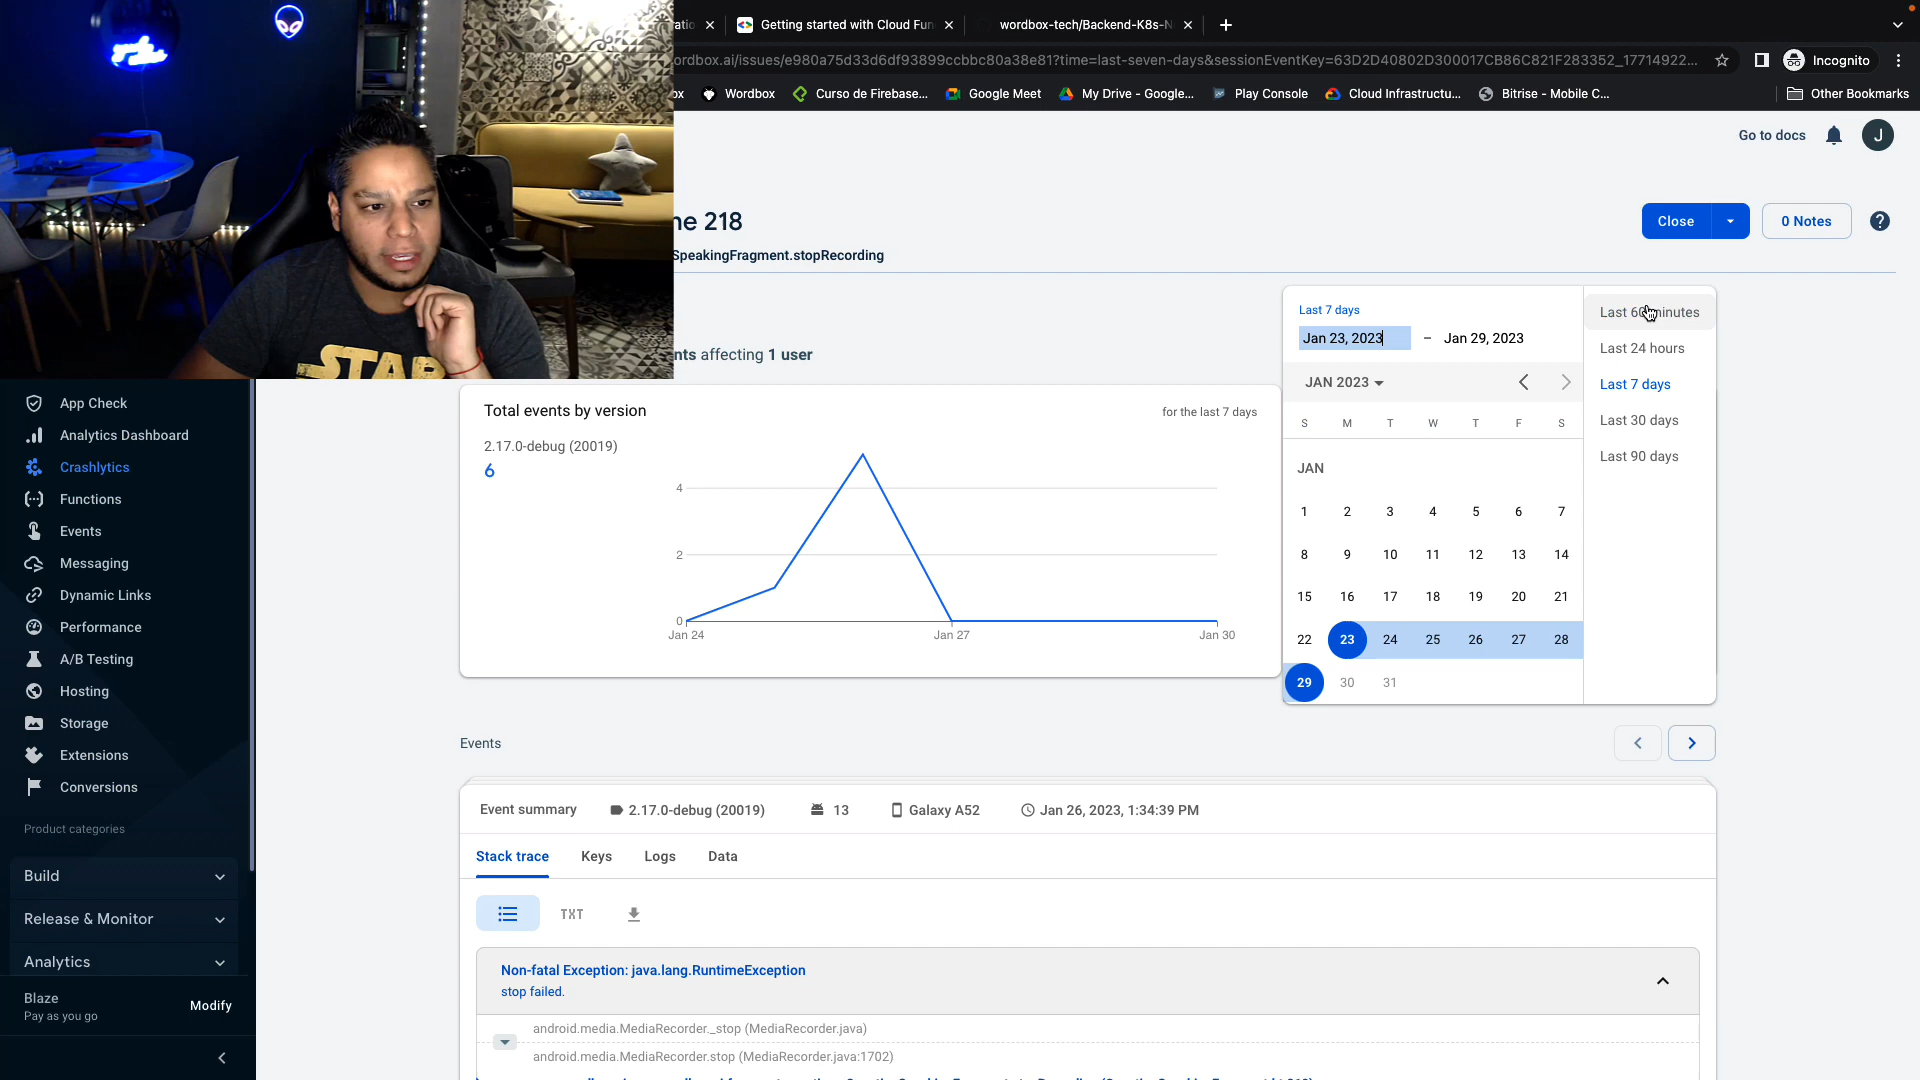 Getting started with Cloud Fun
wordbox-tech/Backend-K8s-N
ordbox.ai/issues/e980a75d33d6df93899ccbbc80a38e81?time=last-seven-days&sessionEventKey=63D2D40802D300017CB86C821F283352_17714922...
Incognito
Wordbox
Curso de Firebase...
Google Meet
My Drive - Google...
Play Console
Cloud Infrastructu...
Bitrise - Mobile C...
Other Bookmarks
Go to docs
J
ne 218
Close
0 Notes
SpeakingFragment.stopRecording
nts affecting 1 user
STAR
Last 7 days
Jan 23, 2023 – Jan 29, 2023
JAN 2023
S M T W T F S
JAN
1 2 3 4 5 6 7
8 9 10 11 12 13 14
15 16 17 18 19 20 21
22 23 24 25 26 27 28
29 30 31
Last 60 minutes
Last 24 hours
Last 7 days
Last 30 days
Last 90 days
App Check
Analytics Dashboard
Crashlytics
Functions
Events
Messaging
Dynamic Links
Performance
A/B Testing
Hosting
Storage
Extensions
Conversions
Product categories
Build
Release & Monitor
Analytics
Blaze
Pay as you go
Modify
Total events by version
for the last 7 days
2.17.0-debug (20019)
6
4
2
0
Jan 24
Jan 27
Jan 30
Events
Event summary
2.17.0-debug (20019)
13
Galaxy A52
Jan 26, 2023, 1:34:39 PM
Stack trace
Keys
Logs
Data
TXT
Non-fatal Exception: java.lang.RuntimeException
stop failed.
android.media.MediaRecorder._stop (MediaRecorder.java)
android.media.MediaRecorder.stop (MediaRecorder.java:1702)